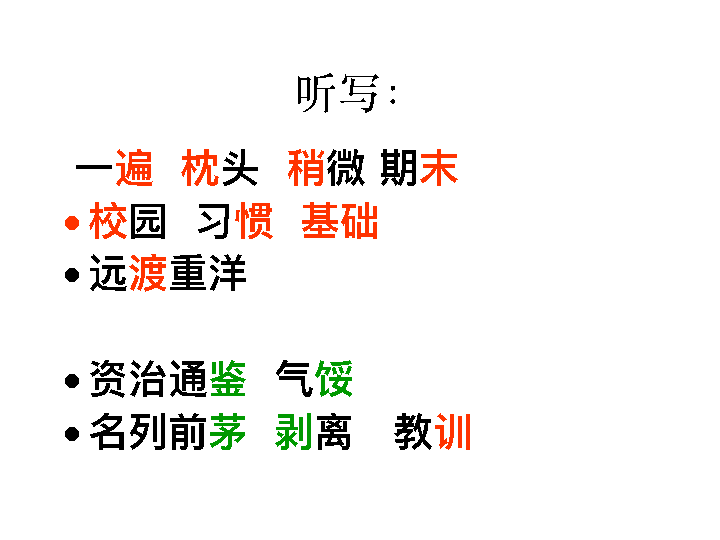 听写：
一遍 枕头 稍微 期末
•校园 习惯 基础
•远渡重洋
•资治通鉴 气馁
•名列前茅 剥离 教训